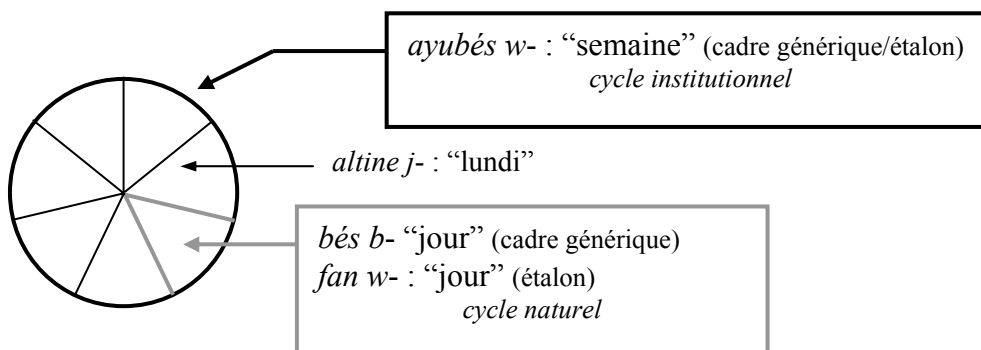 ayubés w- : “semaine” (cadre générique/étalon)
cycle institutionnel
altine j- : “lundi”
bés b- “jour” (cadre générique)
fan w- : “jour” (étalon)
cycle naturel